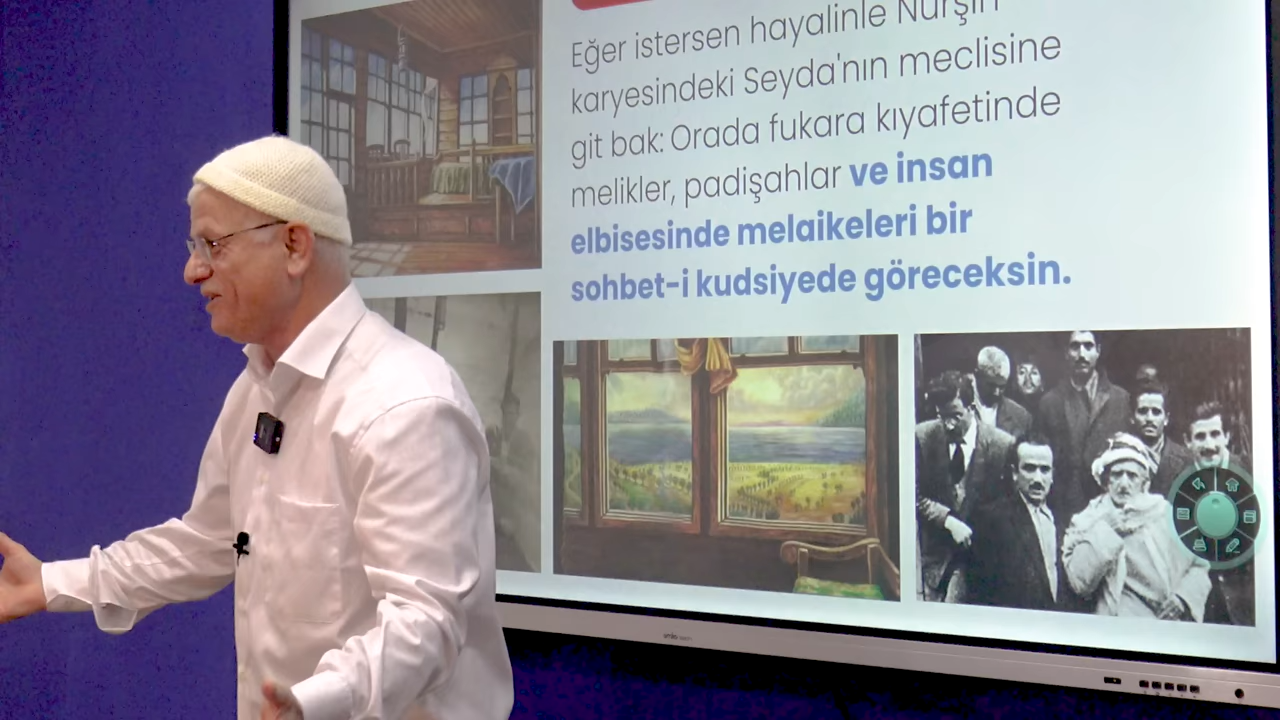 Eğer istersen hayalinle Nurşin
karyesindeki Seyda'nın meclisine
git bak: Orada fukara kıyafetinde
melikler, padişahlar ve insan
elbisesinde melaikeleri bir
sohbet-i kudsiyede göreceksin.